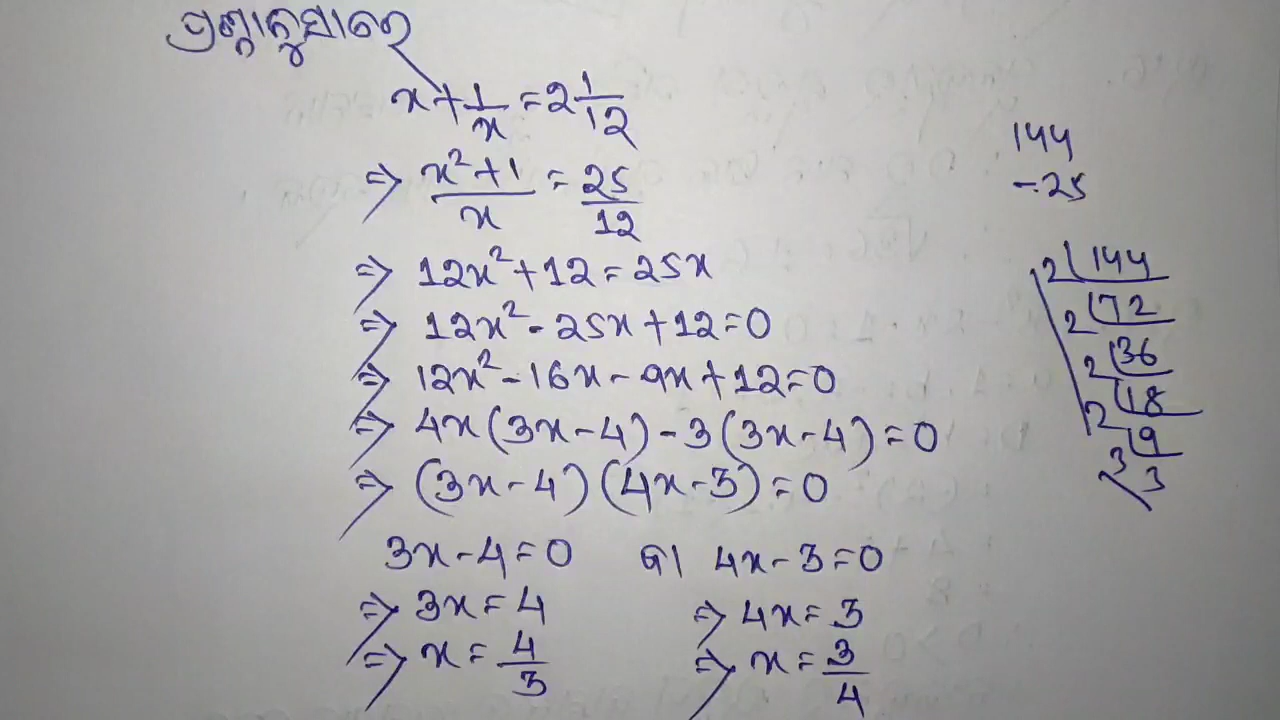 ପ୍ରଶ୍ନାନୁସାରେ
x + 1/x = 2 1/12
⇒ (x² + 1)/x = 25/12
⇒ 12x² + 12 = 25x
⇒ 12x² - 25x + 12 = 0
⇒ 12x² - 16x - 9x + 12 = 0
⇒ 4x(3x - 4) - 3(3x - 4) = 0
⇒ (3x - 4)(4x - 3) = 0
3x - 4 = 0 ବା 4x - 3 = 0
⇒ 3x = 4 ⇒ 4x = 3
⇒ x = 4/3 ⇒ x = 3/4
144
-25
2 | 144
2 | 72
2 | 36
2 | 18
3 | 9
3